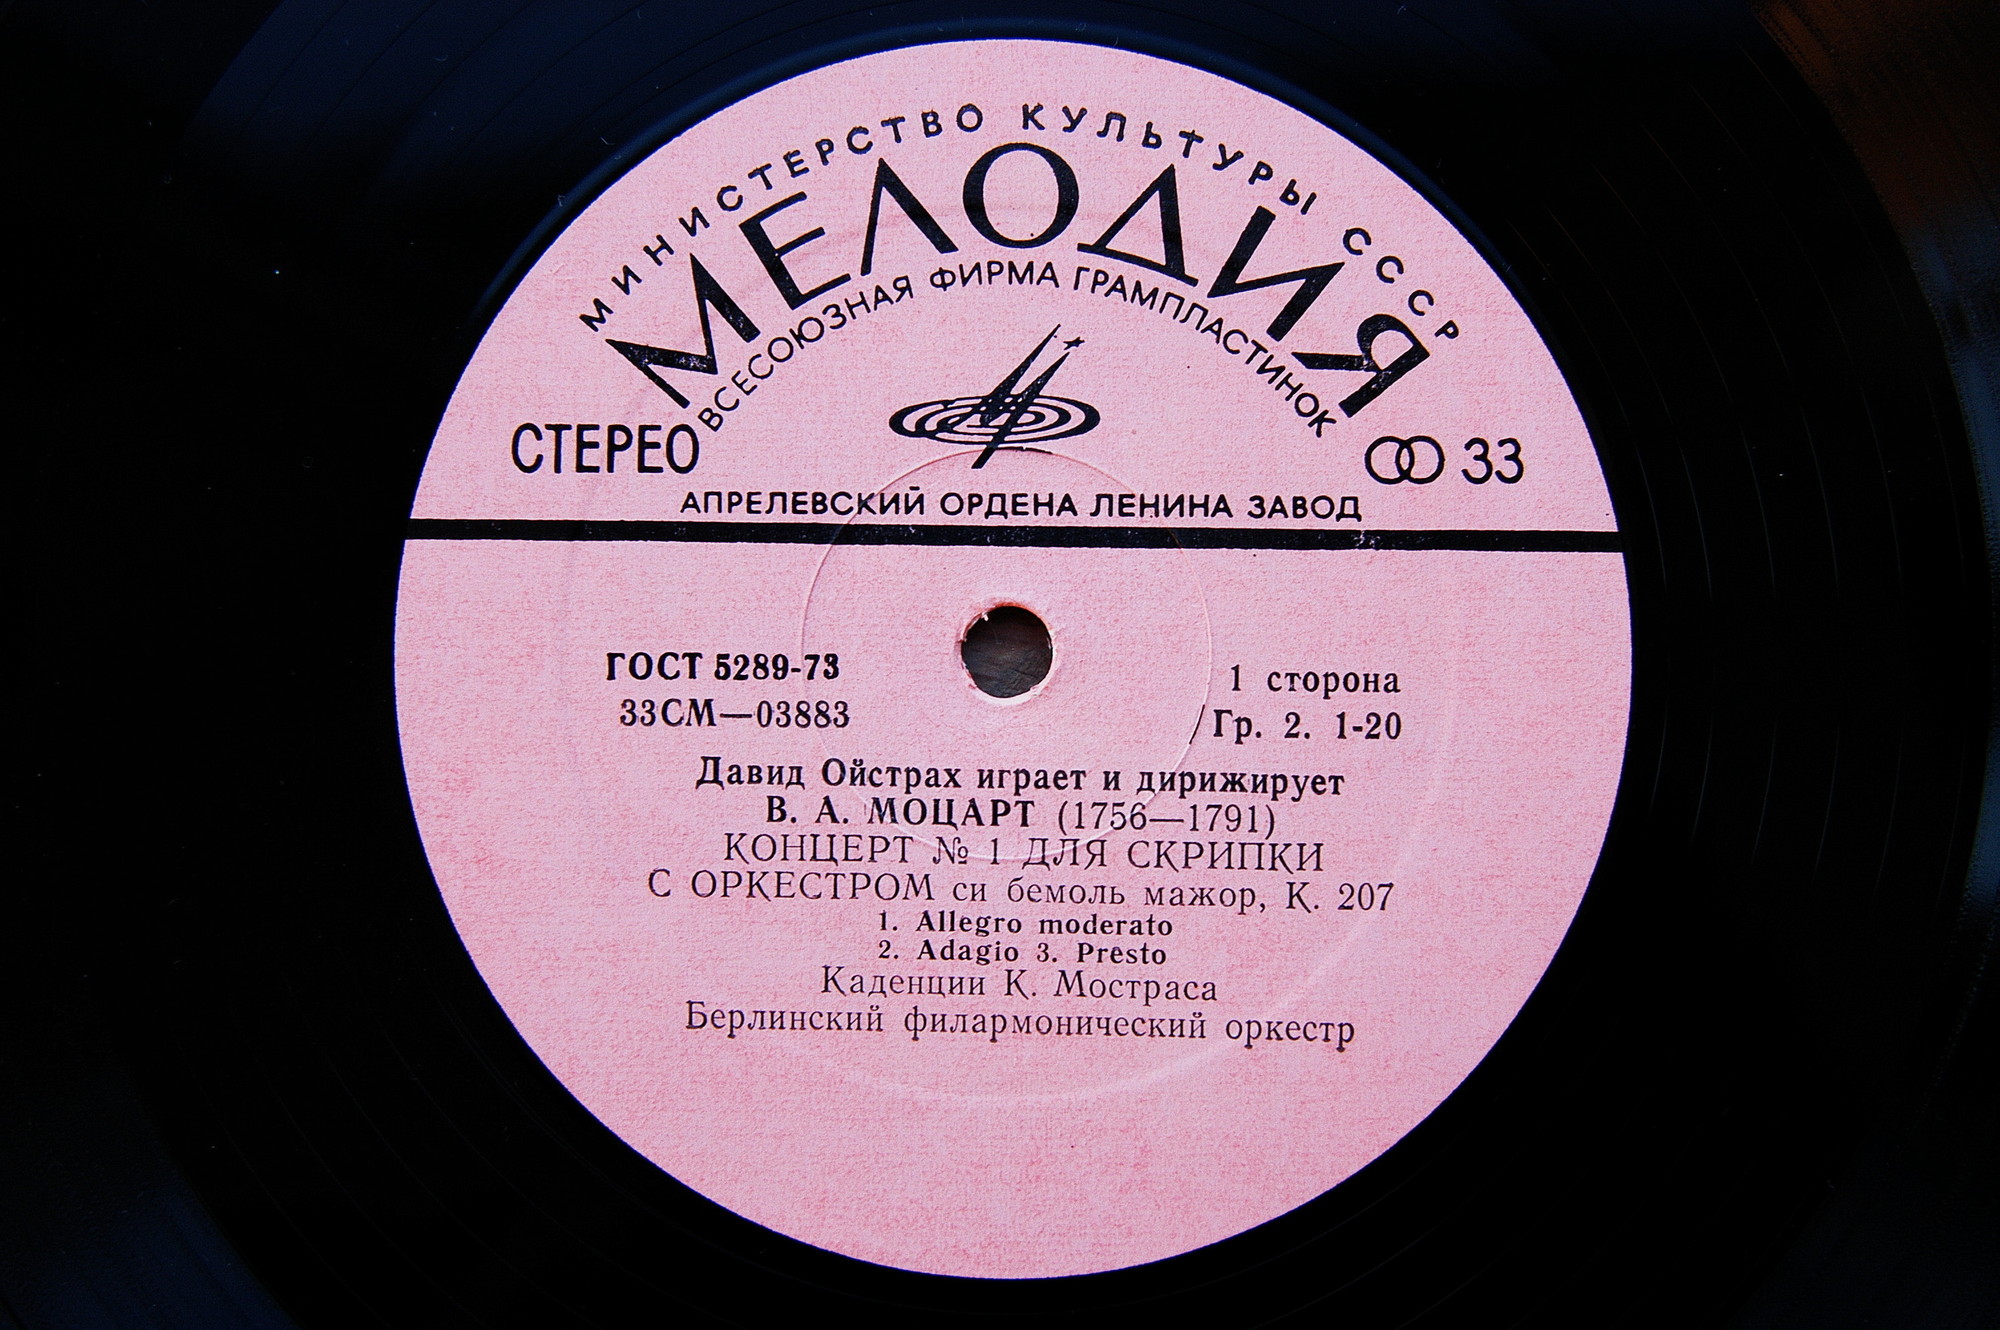 МИНИСТЕРСТВО КУЛЬТУРЫ СССР
МЕЛОДИЯ
ВСЕСОЮЗНАЯ ФИРМА ГРАМПЛАСТИНОК
СТЕРЕО
33
АПРЕЛЕВСКИЙ ОРДЕНА ЛЕНИНА ЗАВОД
ГОСТ 5289-73
33СМ—03883
1 сторона
Гр. 2. 1-20
Давид Ойстрах играет и дирижирует
В. А. МОЦАРТ (1756—1791)
КОНЦЕРТ № 1 ДЛЯ СКРИПКИ
С ОРКЕСТРОМ си бемоль мажор, К. 207
1. Allegro moderato
2. Adagio 3. Presto
Каденции К. Мостраса
Берлинский филармонический оркестр